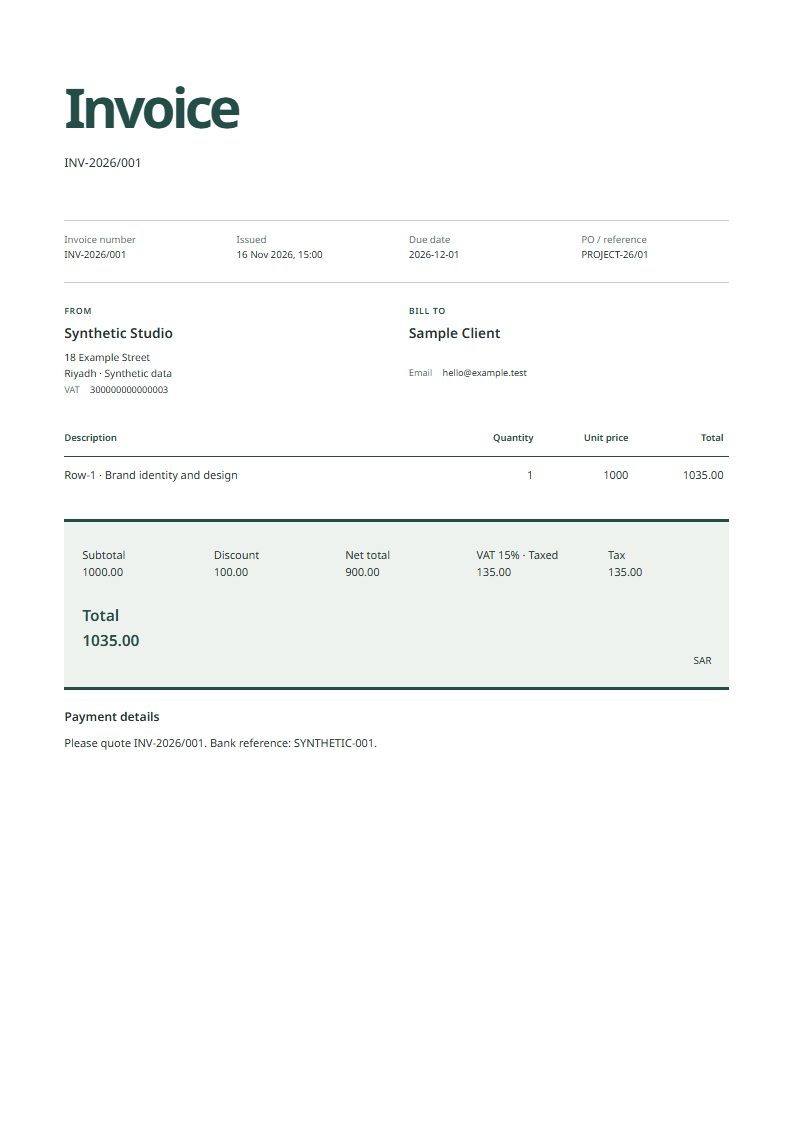 Invoice
INV-2026/001
Invoice number Issued Due date PO / reference
INV-2026/001 16 Nov 2026, 15:00 2026-12-01 PROJECT-26/01
FROM BILL TO
Synthetic Studio Sample Client
18 Example Street
Riyadh · Synthetic data Email hello@example.test
VAT 300000000000003
Description Quantity Unit price Total
Row-1 · Brand identity and design 1 1000 1035.00
Subtotal Discount Net total VAT 15% · Taxed Tax
1000.00 100.00 900.00 135.00 135.00
Total
1035.00
SAR
Payment details
Please quote INV-2026/001. Bank reference: SYNTHETIC-001.